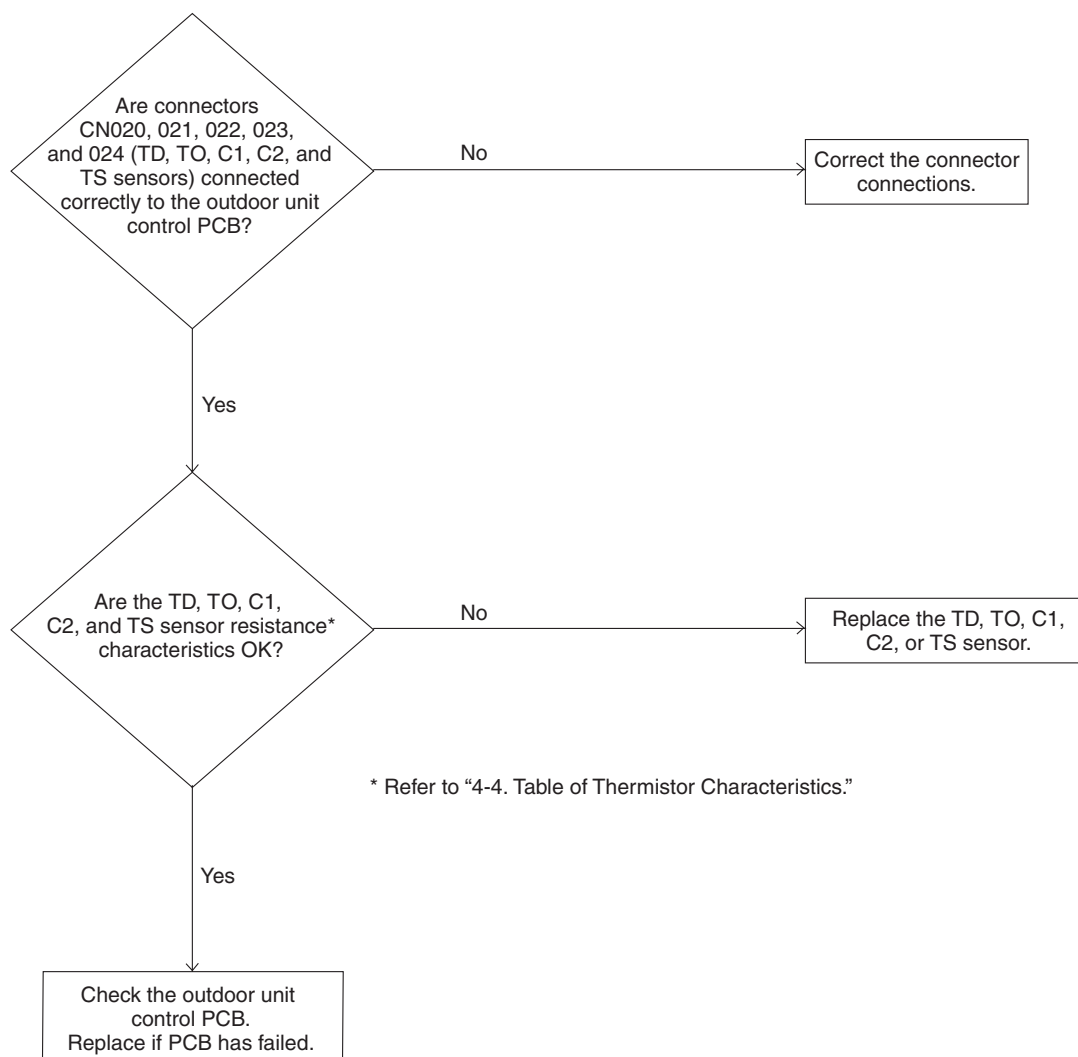 Are connectors
CN020, 021, 022, 023,
and 024 (TD, TO, C1, C2, and
TS sensors) connected
correctly to the outdoor unit
control PCB?
No
Correct the connector
connections.
Yes
Are the TD, TO, C1,
C2, and TS sensor resistance*
characteristics OK?
No
Replace the TD, TO, C1,
C2, or TS sensor.
* Refer to “4-4. Table of Thermistor Characteristics.”
Yes
Check the outdoor unit
control PCB.
Replace if PCB has failed.